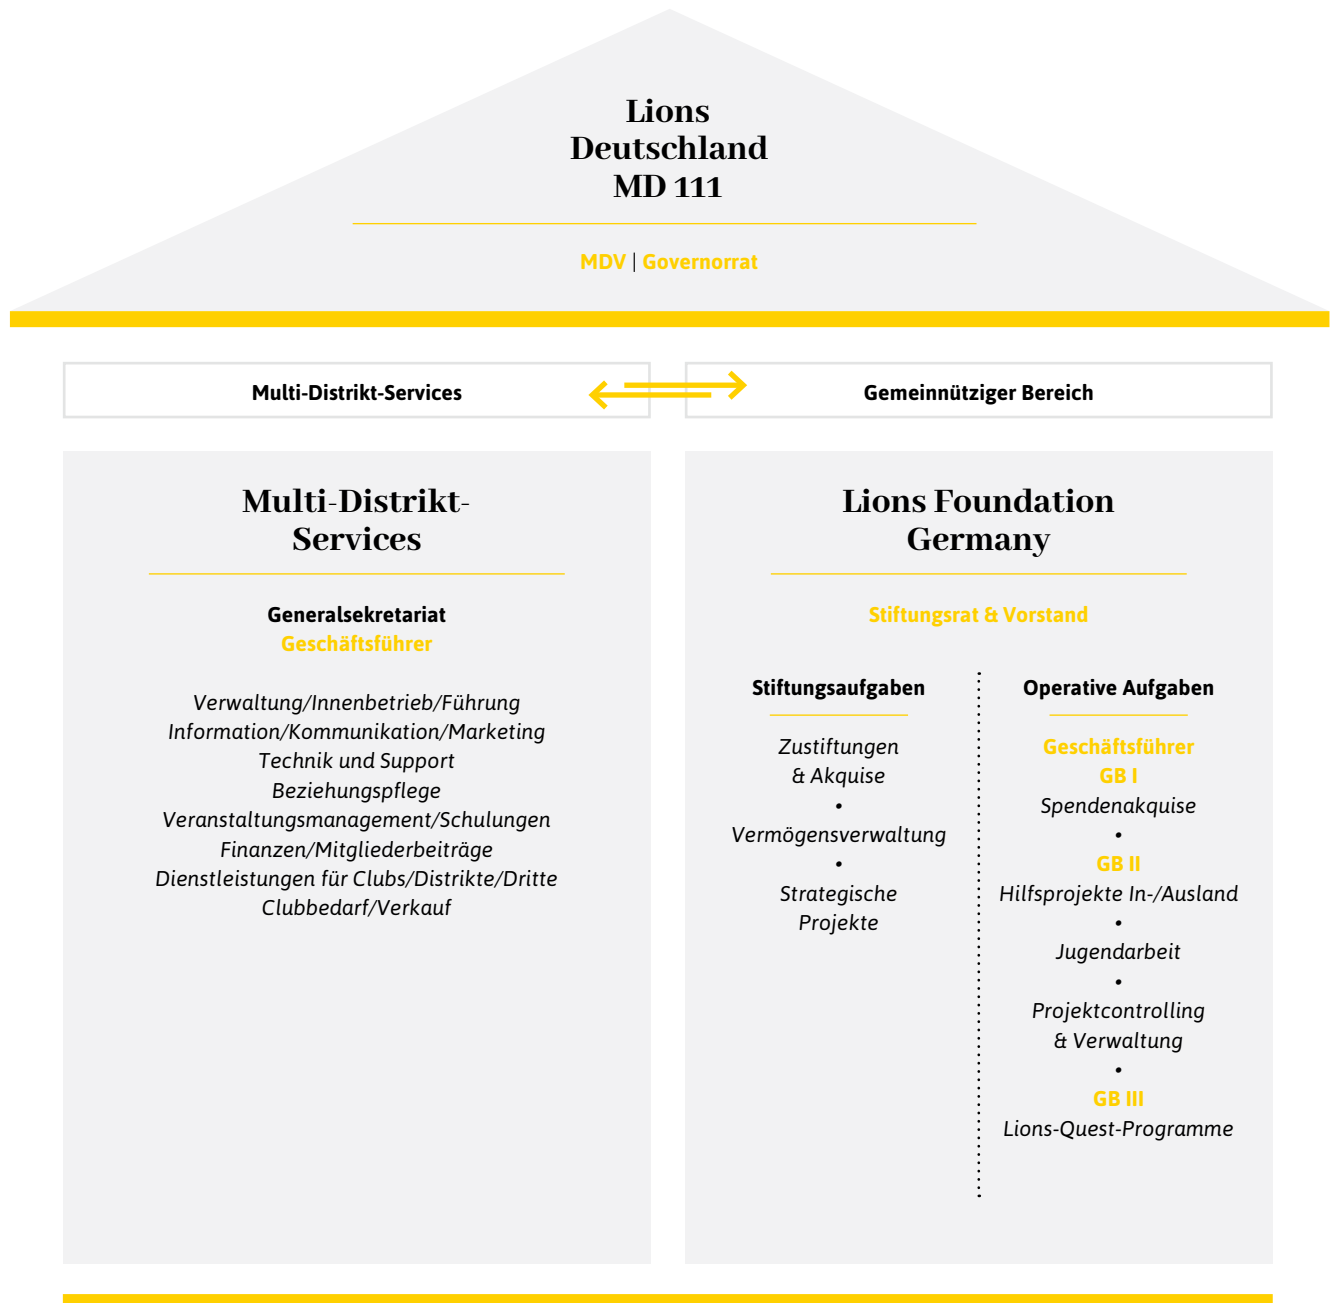 Lions
Deutschland
MD 111
MDV | Governorrat
Multi-Distrikt-Services
Gemeinnütziger Bereich
Multi-Distrikt-
Services
Generalsekretariat
Geschäftsführer
Verwaltung/Innenbetrieb/Führung
Information/Kommunikation/Marketing
Technik und Support
Beziehungspflege
Veranstaltungsmanagement/Schulungen
Finanzen/Mitgliederbeiträge
Dienstleistungen für Clubs/Distrikte/Dritte
Clubbedarf/Verkauf
Lions Foundation
Germany
Stiftungsrat & Vorstand
Stiftungsaufgaben
Zustiftungen
& Akquise
•
Vermögensverwaltung
•
Strategische
Projekte
Operative Aufgaben
Geschäftsführer
GB I
Spendenakquise
•
GB II
Hilfsprojekte In-/Ausland
•
Jugendarbeit
•
Projektcontrolling
& Verwaltung
•
GB III
Lions-Quest-Programme